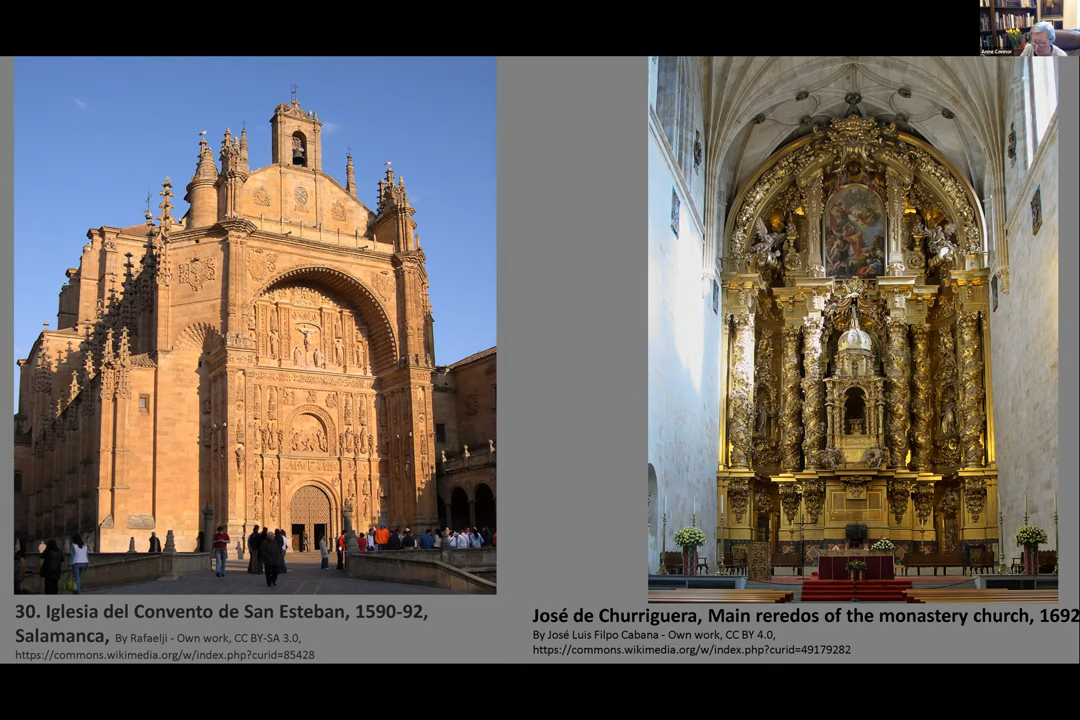 Anne Connor
30. Iglesia del Convento de San Esteban, 1590-92,
Salamanca, By Rafaelji - Own work, CC BY-SA 3.0,
https://commons.wikimedia.org/w/index.php?curid=85428
José de Churriguera, Main reredos of the monastery church, 1692
By José Luis Filpo Cabana - Own work, CC BY 4.0,
https://commons.wikimedia.org/w/index.php?curid=49179282